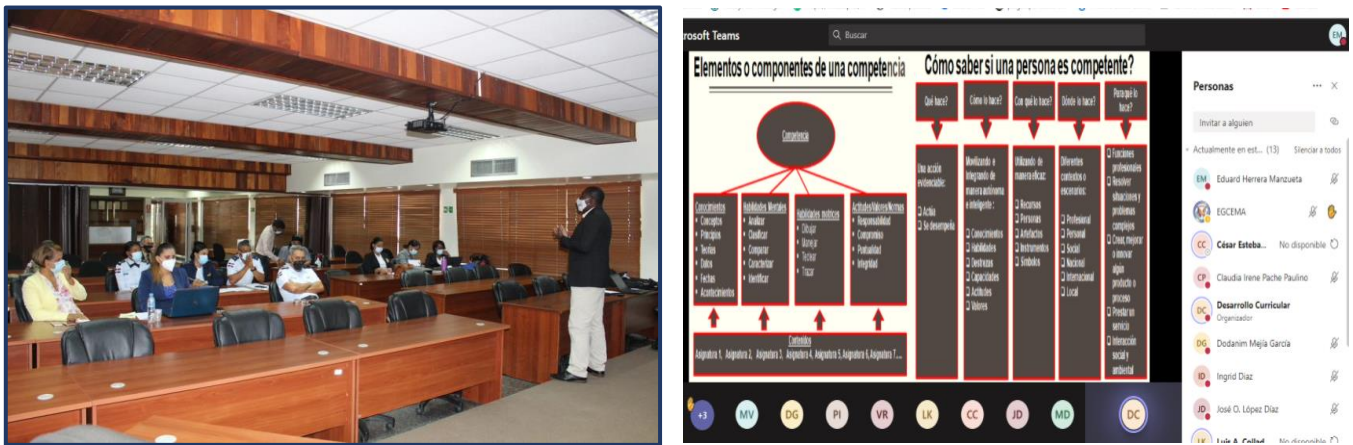 rosoft Teams
Buscar
EM
Elementos o componentes de una competencia
Competencia
Conocimientos
Conceptos
Principios
Teorías
Datos
Fechas
Acontecimientos
Habilidades Mentales
Analizar
Clasificar
Comparar
Caracterizar
Identificar
Habilidades motrices
Dibujar
Manejar
Teclear
Trazar
Actitudes/Valores/Normas
Responsabilidad
Compromiso
Puntualidad
Integridad
Contenidos
Asignatura 1, Asignatura 2, Asignatura 3, Asignatura 4, Asignatura 5, Asignatura 6, Asignatura 7....
Cómo saber si una persona es competente?
Qué hace?
Una acción
evidenciable:
Actúa
Se desempeña
Cómo lo hace?
Movilizando e
Integrando de
manera autónoma
e inteligente :
Conocimientos
Habilidades
Destrezas
Capacidades
Actitudes
Valores
Con qué lo hace?
Utilizando de
manera eficaz:
Recursos
Personas
Artefactos
Instrumentos
Símbolos
Dónde lo hace?
Diferentes
contextos o
escenarios:
Profesional
Personal
Social
Nacional
Internacional
Local
Para qué lo
hace?
Funciones
profesionales
Resolver
situaciones y
problemas
complejos
Crear, mejorar
o innovar
algún
producto o
proceso
Prestar un
servicio
Interacción
social y
ambiental
+3
MV
DG
PI
VR
LK
CC
JD
MD
DC
Personas
Invitar a alguien
Actualmente en est... (13) Silenciar a todos
EM Eduard Herrera Manzueta
EGCEMA
CC César Esteba... No disponible
CP Claudia Irene Pache Paulino
DC Desarrollo Curricular
Organizador
DG Dodanim Mejía García
ID Ingrid Diaz
JD José O. López Díaz
LK Luis A. Collad... No disponible